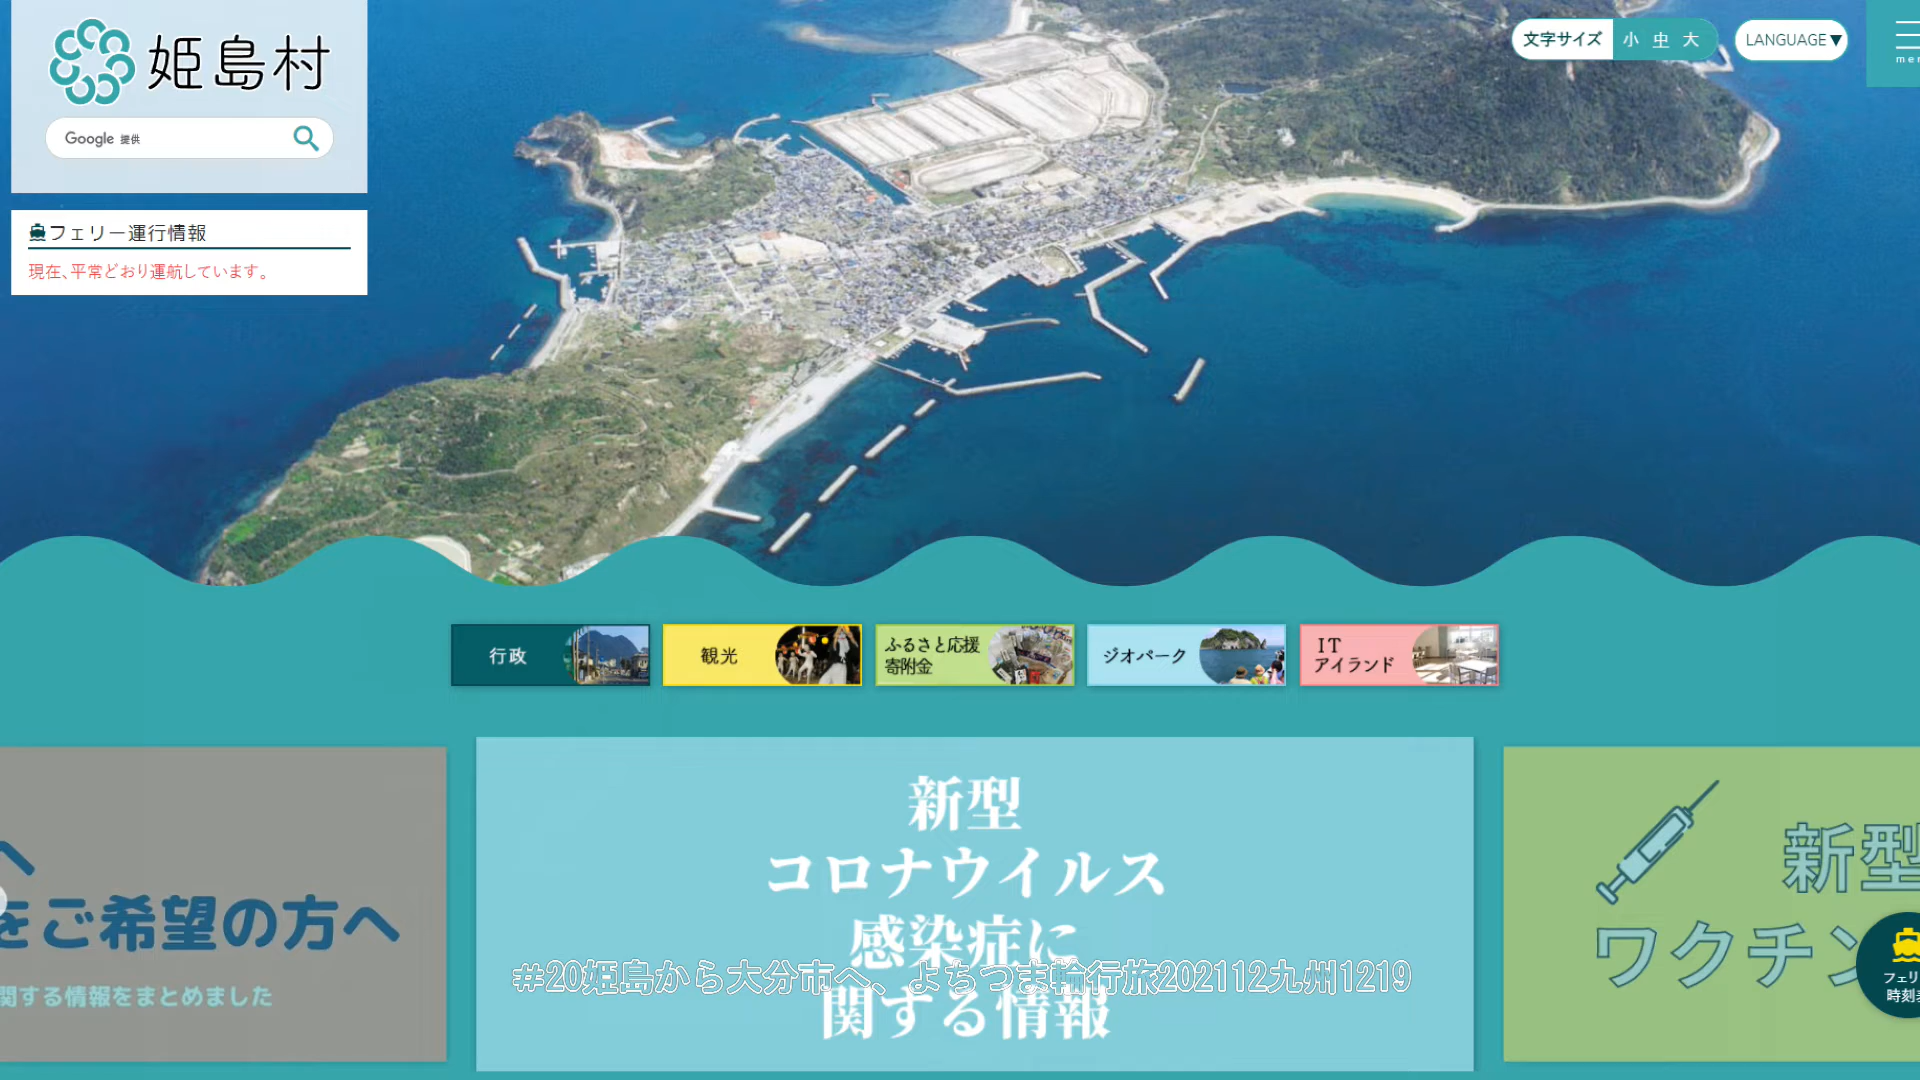 姫島村
Google 提供
フェリー運行情報
現在、平常どおり運航しています。
文字サイズ 小 中 大
LANGUAGE▼
行政
観光
ふるさと応援
寄附金
ジオパーク
IT
アイランド
へ
をご希望の方へ
関する情報をまとめました
新型
コロナウイルス
感染症に
関する情報
#20姫島から大分市へ、よちつま輪行旅202112九州1219
新型
ワクチン
フェリ
時刻